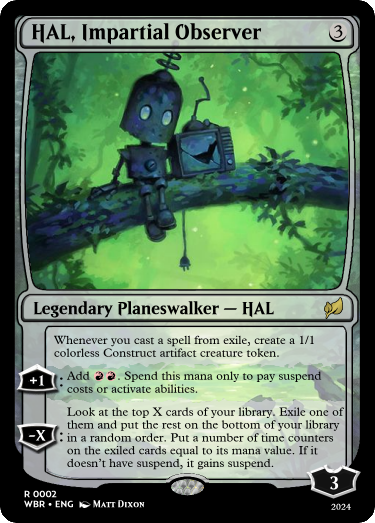 HAL, Impartial Observer 3
Legendary Planeswalker — HAL
Whenever you cast a spell from exile, create a 1/1
colorless Construct artifact creature token.
+1: Add RR. Spend this mana only to pay suspend
costs or activate abilities.
Look at the top X cards of your library. Exile one of
them and put the rest on the bottom of your library
-X: in a random order. Put a number of time counters
on the exiled cards equal to its mana value. If it
doesn't have suspend, it gains suspend.
3
R 0002
WBR • ENG Matt Dixon
2024